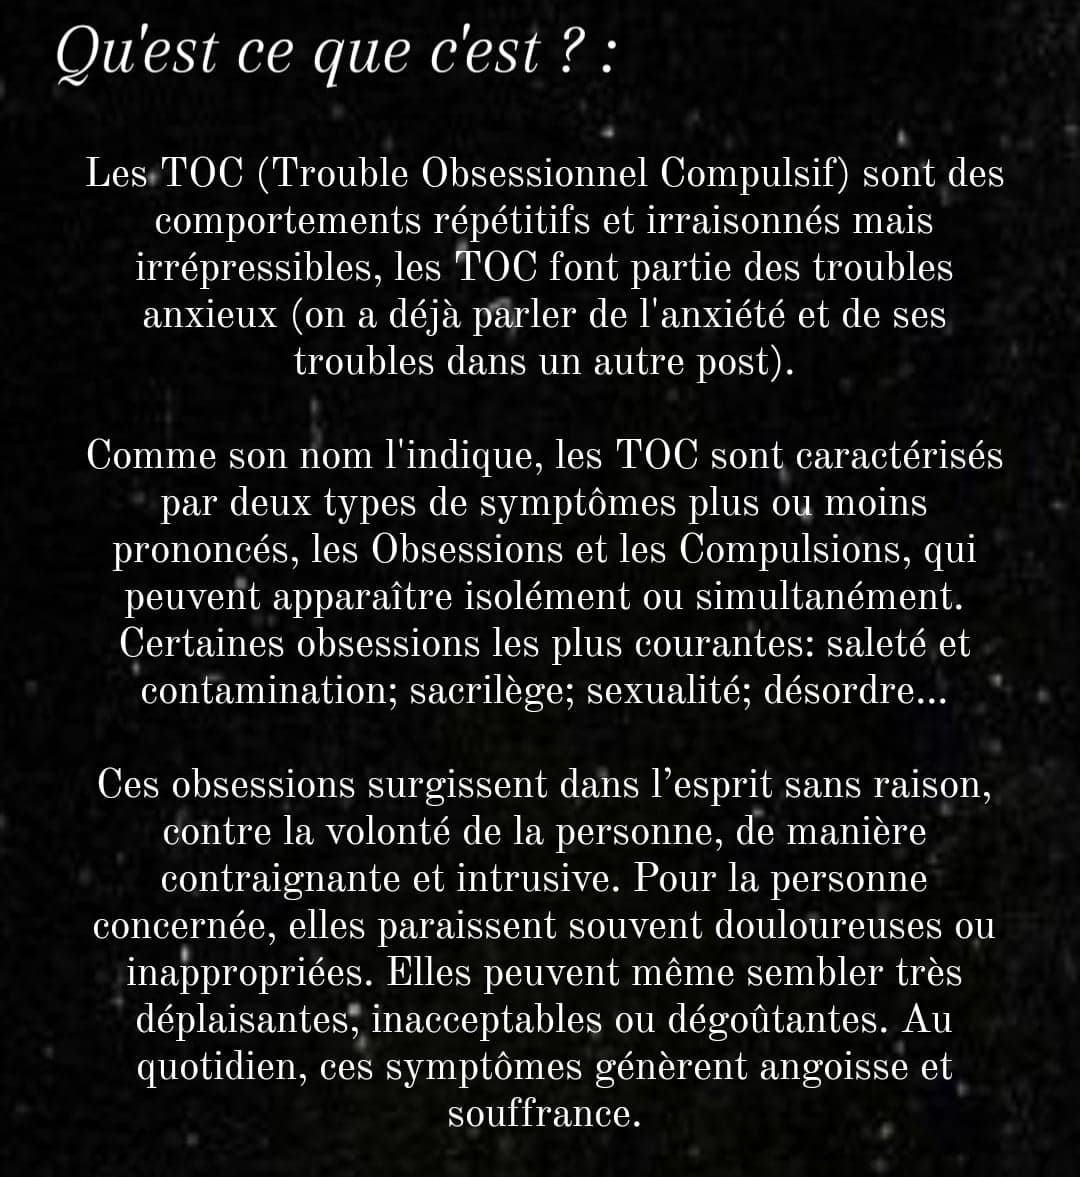 Qu'est ce que c'est ? :
Les TOC (Trouble Obsessionnel Compulsif) sont des
comportements répétitifs et irraisonnés mais
irrépressibles, les TOC font partie des troubles
anxieux (on a déjà parler de l'anxiété et de ses
troubles dans un autre post).
Comme son nom l'indique, les TOC sont caractérisés
par deux types de symptômes plus ou moins
prononcés, les Obsessions et les Compulsions, qui
peuvent apparaître isolément ou simultanément.
Certaines obsessions les plus courantes: saleté et
contamination; sacrilège; sexualité; désordre...
Ces obsessions surgissent dans l’esprit sans raison,
contre la volonté de la personne, de manière
contraignante et intrusive. Pour la personne
concernée, elles paraissent souvent douloureuses ou
inappropriées. Elles peuvent même sembler très
déplaisantes, inacceptables ou dégoûtantes. Au
quotidien, ces symptômes génèrent angoisse et
souffrance.